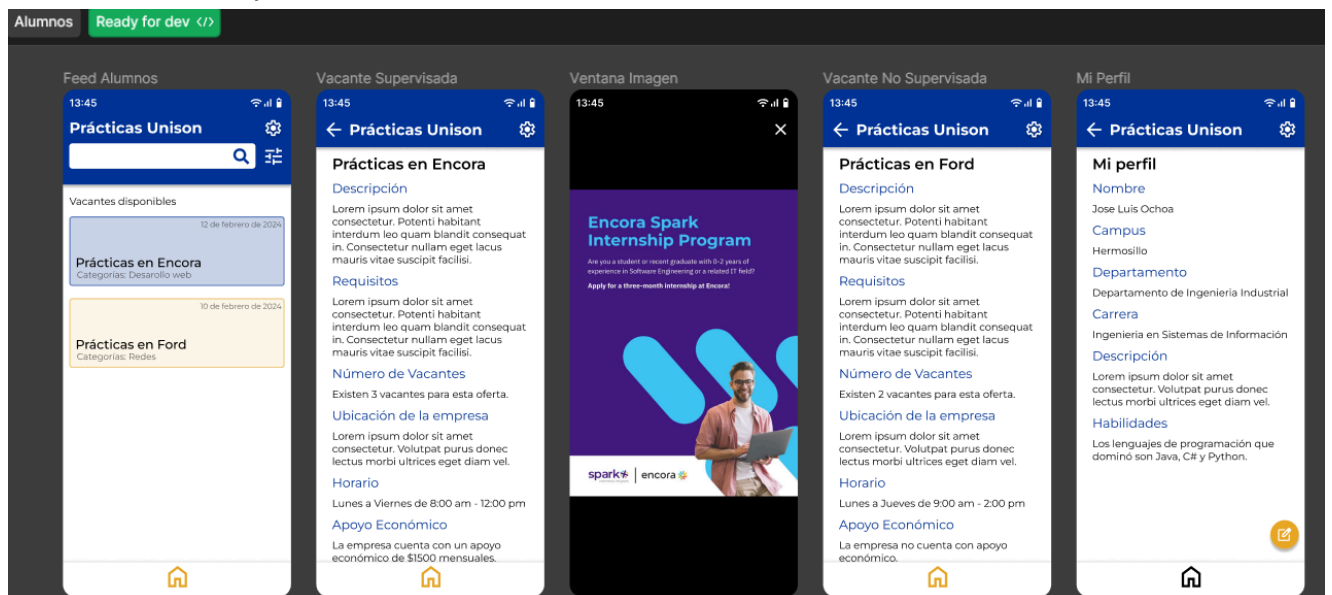 Alumnos
Ready for dev </>
Feed Alumnos
13:45
Prácticas Unison
Vacantes disponibles
12 de febrero de 2024
Prácticas en Encora
Categorías: Desarollo web
10 de febrero de 2024
Prácticas en Ford
Categorías: Redes
Vacante Supervisada
13:45
Prácticas Unison
Prácticas en Encora
Descripción
Lorem ipsum dolor sit amet
consectetur. Potenti habitant
interdum leo quam blandit consequat
in. Consectetur nullam eget lacus
mauris vitae suscipit facilisi.
Requisitos
Lorem ipsum dolor sit amet
consectetur. Potenti habitant
interdum leo quam blandit consequat
in. Consectetur nullam eget lacus
mauris vitae suscipit facilisi.
Número de Vacantes
Existen 3 vacantes para esta oferta.
Ubicación de la empresa
Lorem ipsum dolor sit amet
consectetur. Volutpat purus donec
lectus morbi ultrices eget diam vel.
Horario
Lunes a Viernes de 8:00 am - 12:00 pm
Apoyo Económico
La empresa cuenta con un apoyo
económico de $1500 mensuales.
Ventana Imagen
13:45
Encora Spark
Internship Program
Are you a student or recent graduate with 0-2 years of
experience in Software Engineering or a related IT field?
Apply for a three-month internship at Encora!
spark
encora
Vacante No Supervisada
13:45
Prácticas Unison
Prácticas en Ford
Descripción
Lorem ipsum dolor sit amet
consectetur. Potenti habitant
interdum leo quam blandit consequat
in. Consectetur nullam eget lacus
mauris vitae suscipit facilisi.
Requisitos
Lorem ipsum dolor sit amet
consectetur. Potenti habitant
interdum leo quam blandit consequat
in. Consectetur nullam eget lacus
mauris vitae suscipit facilisi.
Número de Vacantes
Existen 2 vacantes para esta oferta.
Ubicación de la empresa
Lorem ipsum dolor sit amet
consectetur. Volutpat purus donec
lectus morbi ultrices eget diam vel.
Horario
Lunes a Jueves de 9:00 am - 2:00 pm
Apoyo Económico
La empresa no cuenta con apoyo
económico.
Mi Perfil
13:45
Prácticas Unison
Mi perfil
Nombre
Jose Luis Ochoa
Campus
Hermosillo
Departamento
Departamento de Ingenieria Industrial
Carrera
Ingenieria en Sistemas de Información
Descripción
Lorem ipsum dolor sit amet
consectetur. Volutpat purus donec
lectus morbi ultrices eget diam vel.
Habilidades
Los lenguajes de programación que
dominó son Java, C# y Python.